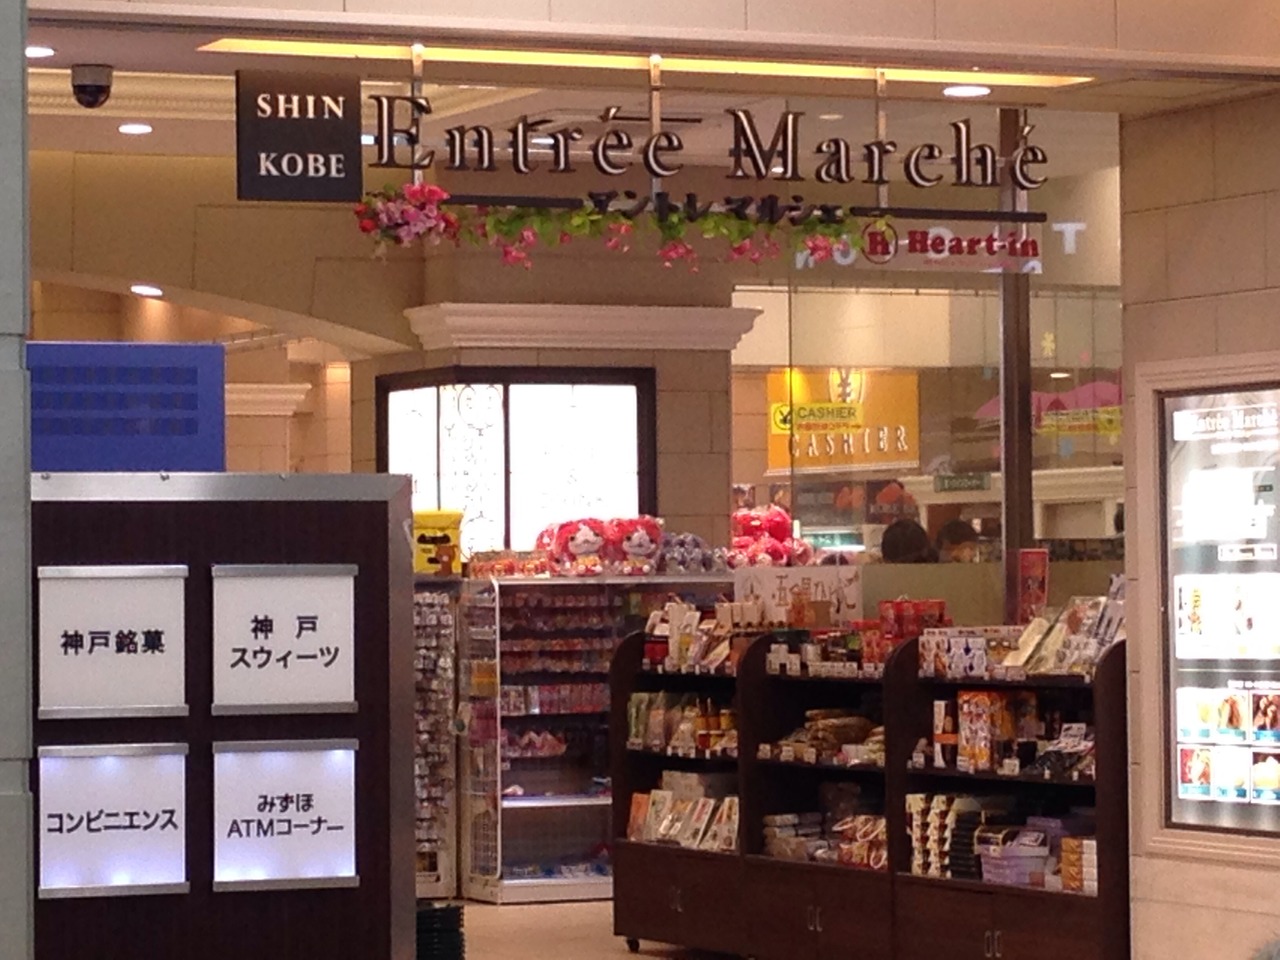 SHIN
KOBE
Entrée Marché
アントレ マルシェ
H Heart-in
¥ CASHIER
CASHIER
神戸銘菓
神 戸
スウィーツ
コンビニエンス
みずほ
ATMコーナー
Entrée Marché